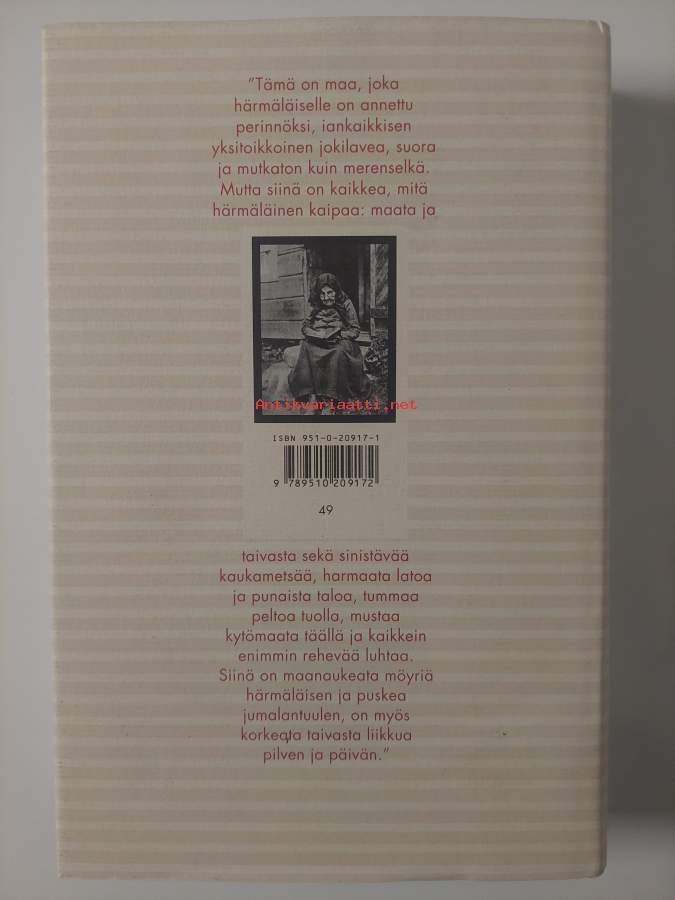 ”Tämä on maa, joka
härmäläiselle on annettu
perinnöksi, iankaikkisen
yksitoikkoinen jokilavea, suora
ja mutkaton kuin merenselkä.
Mutta siinä on kaikkea, mitä
härmäläinen kaipaa: maata ja
Antikvariaatti.net
ISBN 951-0-20917-1
9 789510 209172
49
taivasta sekä sinistävää
kaukametsää, harmaata latoa
ja punaista taloa, tummaa
peltoa tuolla, mustaa
kytömaata täällä ja kaikkein
enimmin rehevää luhtaa.
Siinä on maanaukeata möyriä
härmäläisen ja puskea
jumalantuulen, on myös
korkeata taivasta liikkua
pilven ja päivän.”